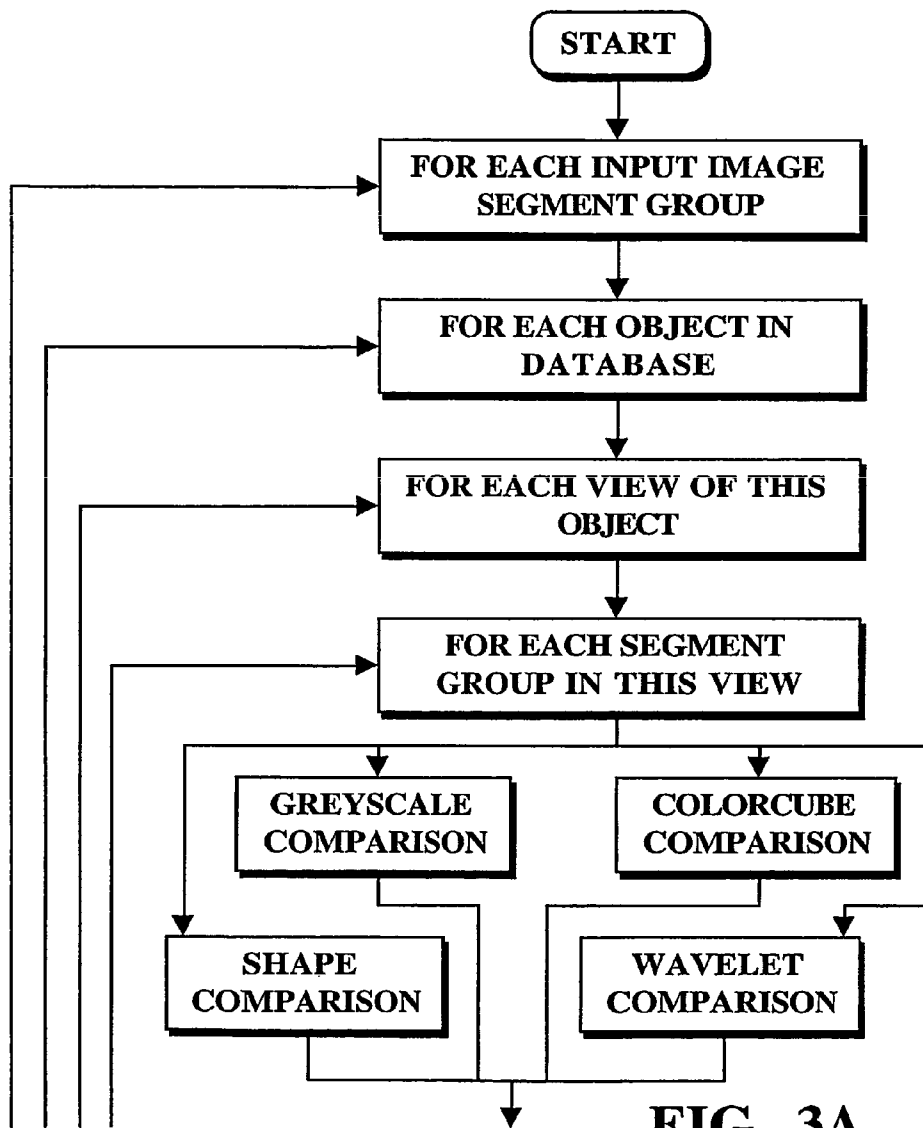 START
FOR EACH INPUT IMAGE
SEGMENT GROUP
FOR EACH OBJECT IN
DATABASE
FOR EACH VIEW OF THIS
OBJECT
FOR EACH SEGMENT
GROUP IN THIS VIEW
GREYSCALE
COMPARISON
COLORCUBE
COMPARISON
SHAPE
COMPARISON
WAVELET
COMPARISON
FIG. 3A